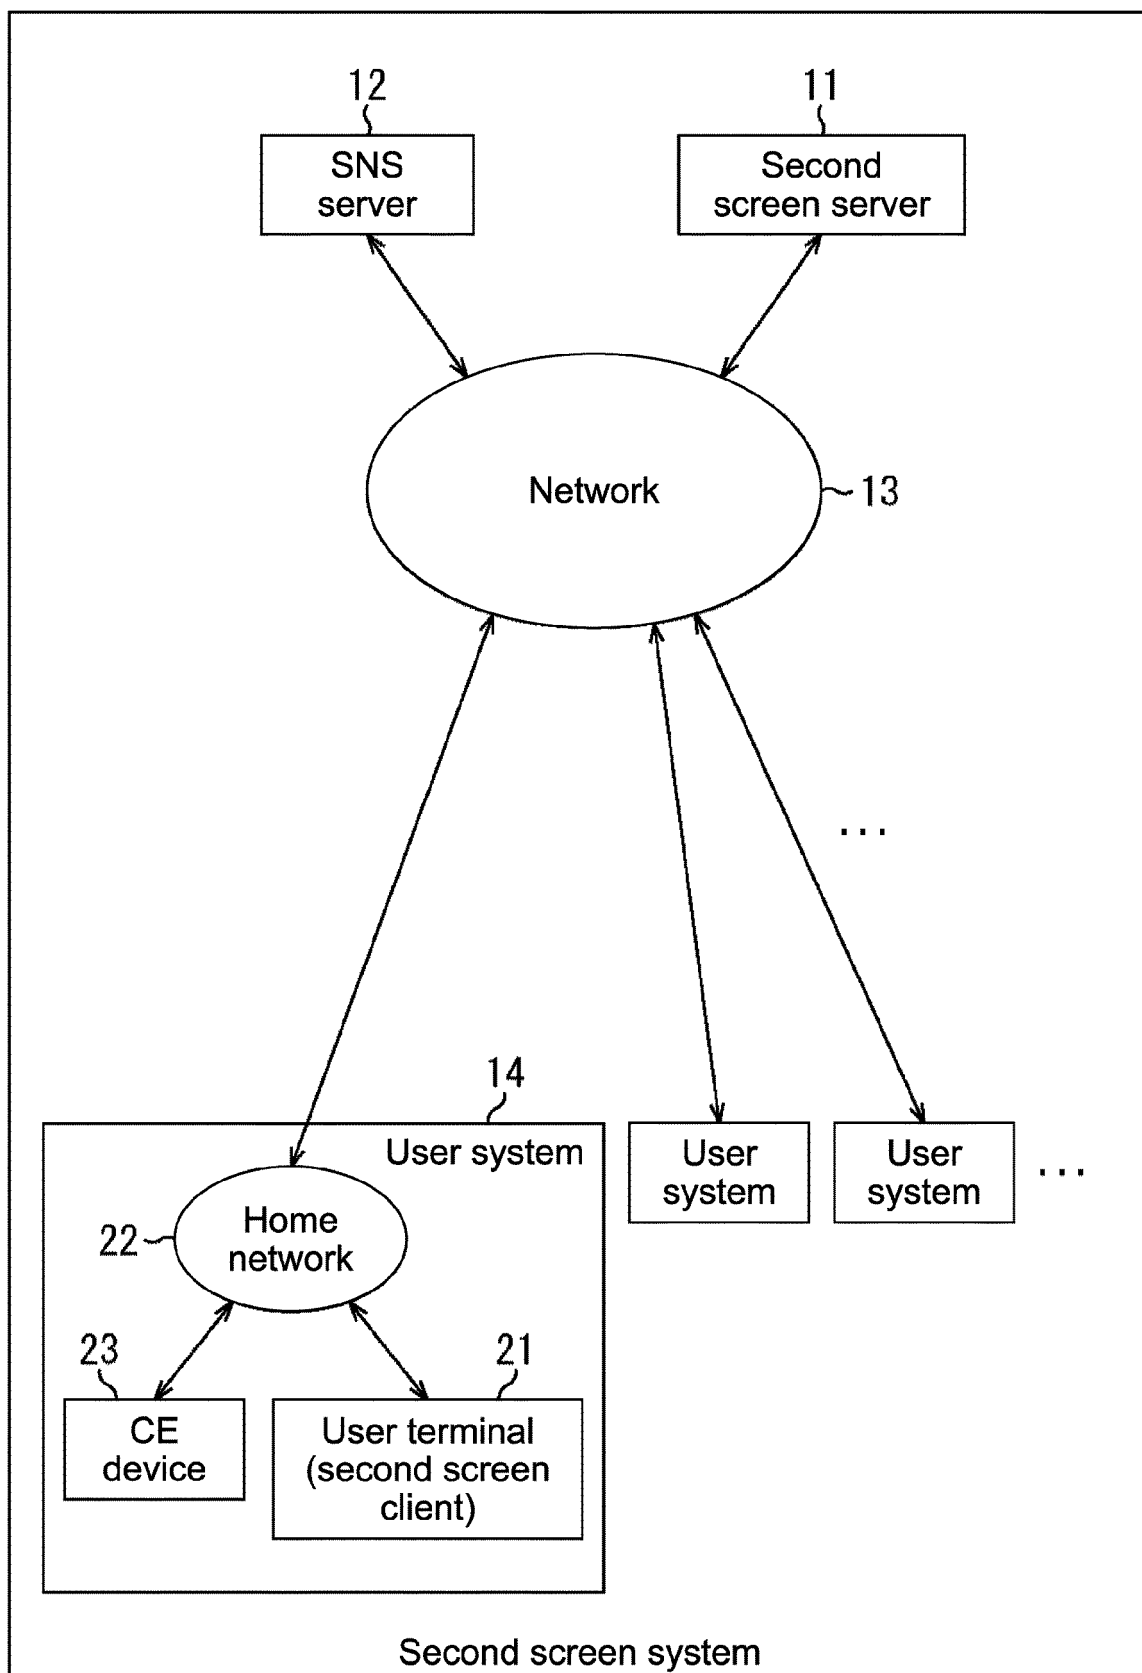 12
11
SNS
server
Second
screen server
Network
13
...
14
User system
User
system
User
system
...
22
Home
network
23
21
CE
device
User terminal
(second screen
client)
Second screen system